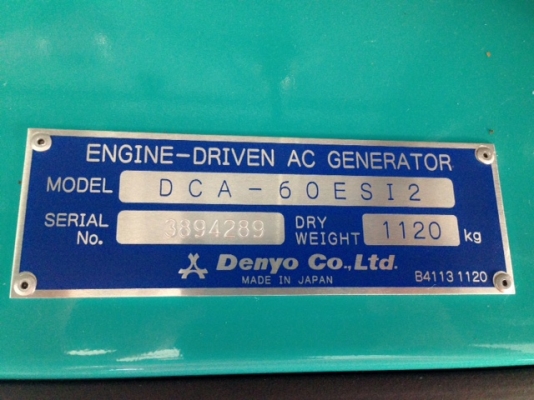 ENGINE-DRIVEN AC GENERATOR
MODEL DCA-60ESI2
SERIAL No. 3894289 DRY WEIGHT 1120 kg
Denyo Co.,Ltd.
MADE IN JAPAN B4113 1120